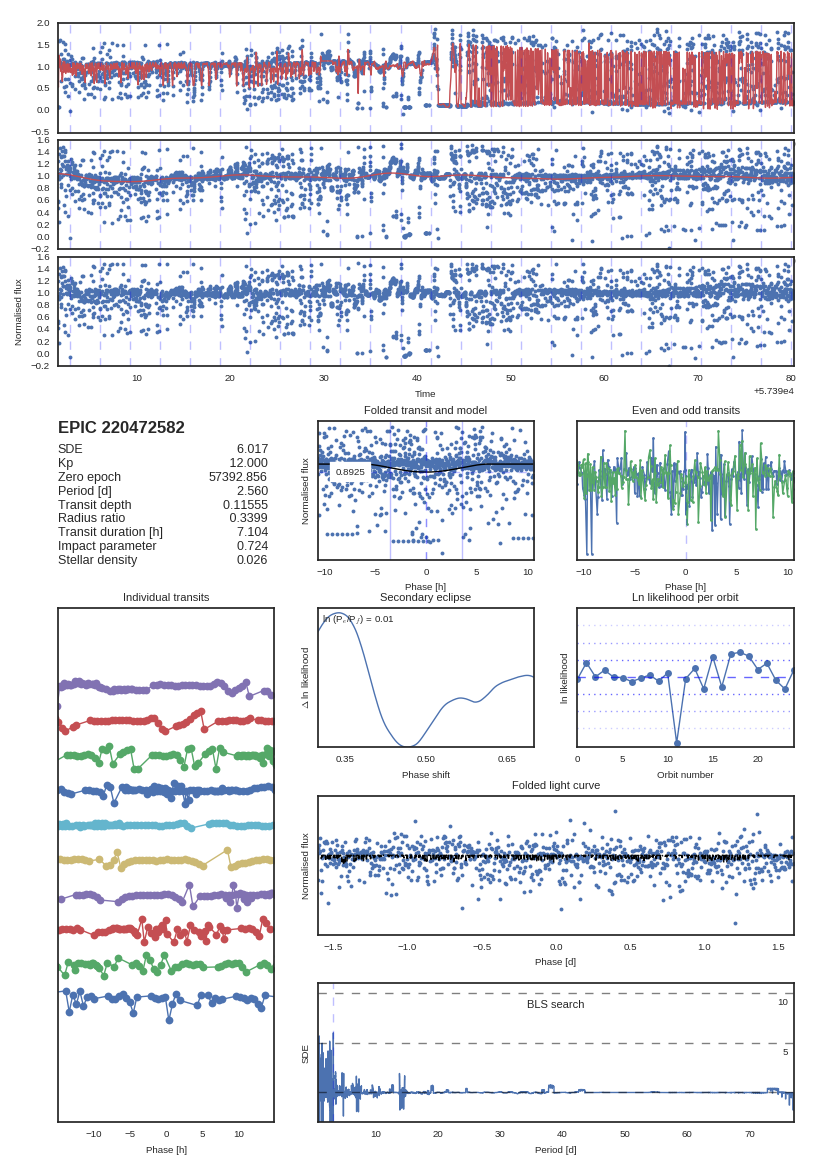 2.0
1.5
1.0
0.5
0.0
−0.5
1.6
1.4
1.2
1.0
0.8
0.6
0.4
0.2
0.0
−0.2
1.6
1.4
1.2
1.0
0.8
0.6
0.4
0.2
0.0
−0.2
Normalised flux
10 20 30 40 50 60 70 80
Time
+5.739e4
EPIC 220472582
SDE 6.017
Kp 12.000
Zero epoch 57392.856
Period [d] 2.560
Transit depth 0.11555
Radius ratio 0.3399
Transit duration [h] 7.104
Impact parameter 0.724
Stellar density 0.026
Folded transit and model
Normalised flux
0.8925
−10 −5 0 5 10
Phase [h]
Even and odd transits
−10 −5 0 5 10
Phase [h]
Individual transits
−10 −5 0 5 10
Phase [h]
Secondary eclipse
Δ ln likelihood
0.35 0.50 0.65
Phase shift
Ln likelihood per orbit
ln likelihood
0 5 10 15 20
Orbit number
Folded light curve
Normalised flux
−1.5 −1.0 −0.5 0.0 0.5 1.0 1.5
Phase [d]
BLS search
10
5
SDE
10 20 30 40 50 60 70
Period [d]